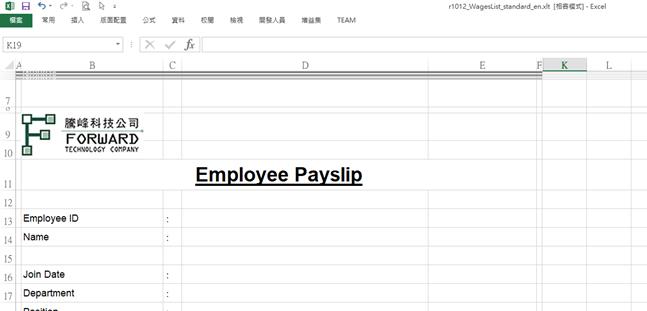 r1012_WagesList_standard_en.xlt [相容模式] - Excel
檔案 常用 插入 版面配置 公式 資料 校閱 檢視 開發人員 增益集 TEAM
K19 fx
A B C D E F K L
7
8
9 騰峰科技公司
FORWARD
10 TECHNOLOGY COMPANY
11 Employee Payslip
12
13 Employee ID :
14 Name :
15
16 Join Date :
17 Department :
Position